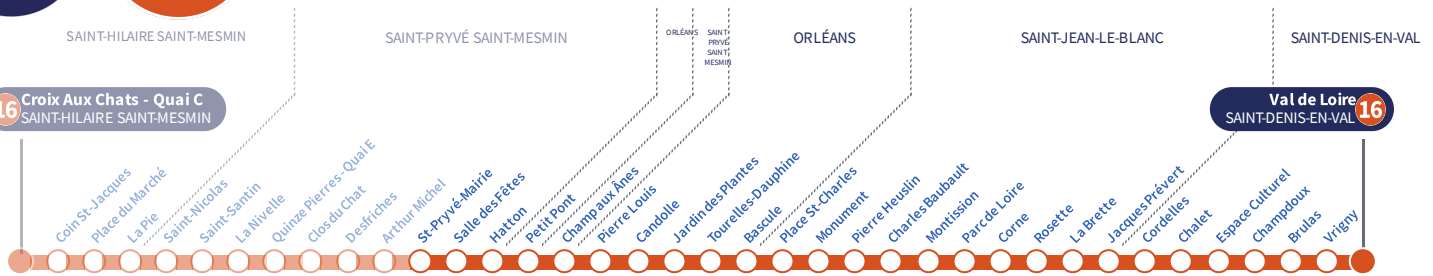 SAINT-HILAIRE SAINT-MESMIN
SAINT-PRYVÉ SAINT-MESMIN
ORLÉANS
SAINT-
PRYVÉ
SAINT-
MESMIN
ORLÉANS
SAINT-JEAN-LE-BLANC
SAINT-DENIS-EN-VAL
16
Croix Aux Chats - Quai C
SAINT-HILAIRE SAINT-MESMIN
Val de Loire
SAINT-DENIS-EN-VAL
16
Coin St-Jacques
Place du Marché
La Pie
Saint-Nicolas
Saint-Santin
La Nivelle
Quinze Pierres - Quai E
Clos du Chat
Desfriches
Arthur Michel
St-Pryvé-Mairie
Salle des Fêtes
Hatton
Petit Pont
Champ aux Ânes
Pierre Louis
Candolle
Jardin des Plantes
Tourelles-Dauphine
Bascule
Place St-Charles
Monument
Pierre Heuslin
Charles Baubault
Montission
Parc de Loire
Corne
Rosette
La Brette
Jacques Prévert
Cordelles
Chalet
Espace Culturel
Champdoux
Brulas
Vrigny